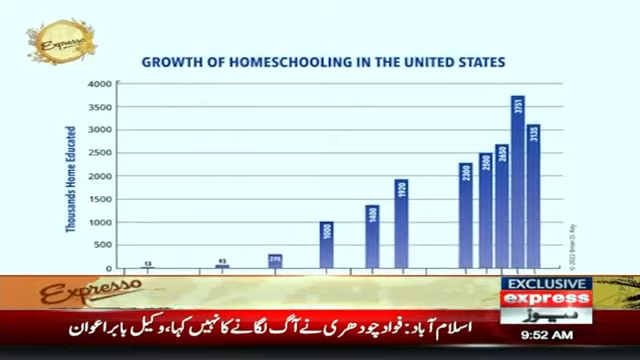 Expresso
GROWTH OF HOMESCHOOLING IN THE UNITED STATES
Thousands Home Educated
4000
3500
3000
2500
2000
1500
1000
500
0
13
93
275
1000
1400
1920
2300
2500
2650
3751
3135
© 2022 Brian D. Ray
Expresso
EXCLUSIVE
express
نیوز
9:52 AM
اسلام آباد: فواد چودھری نے آگ لگانے کا نہیں کہا، وکیل بابر اعوان